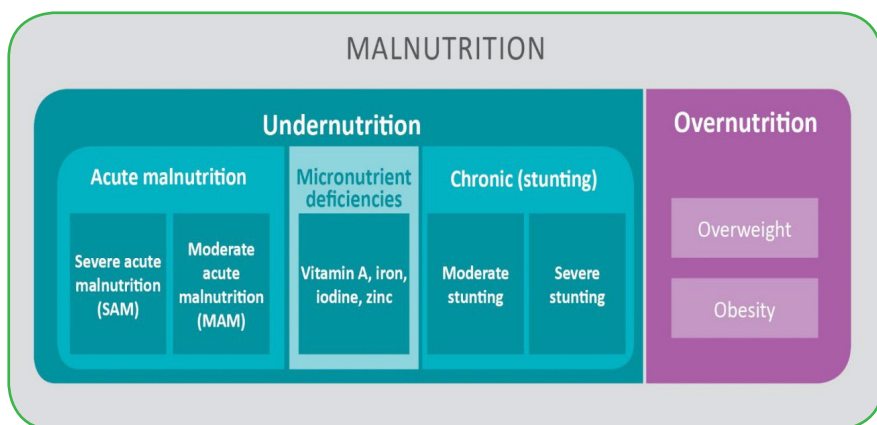 MALNUTRITION
Undernutrition
Acute malnutrition
Severe acute
malnutrition
(SAM)
Moderate
acute
malnutrition
(MAM)
Micronutrient
deficiencies
Vitamin A, iron,
iodine, zinc
Chronic (stunting)
Moderate
stunting
Severe
stunting
Overnutrition
Overweight
Obesity